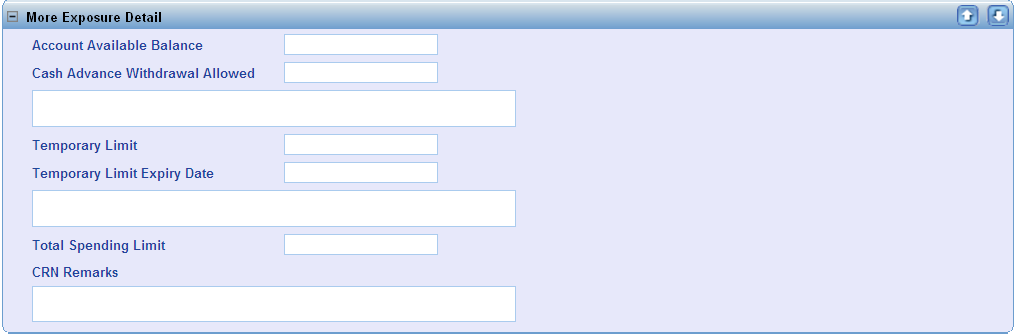 More Exposure Detail
Account Available Balance
Cash Advance Withdrawal Allowed
Temporary Limit
Temporary Limit Expiry Date
Total Spending Limit
CRN Remarks